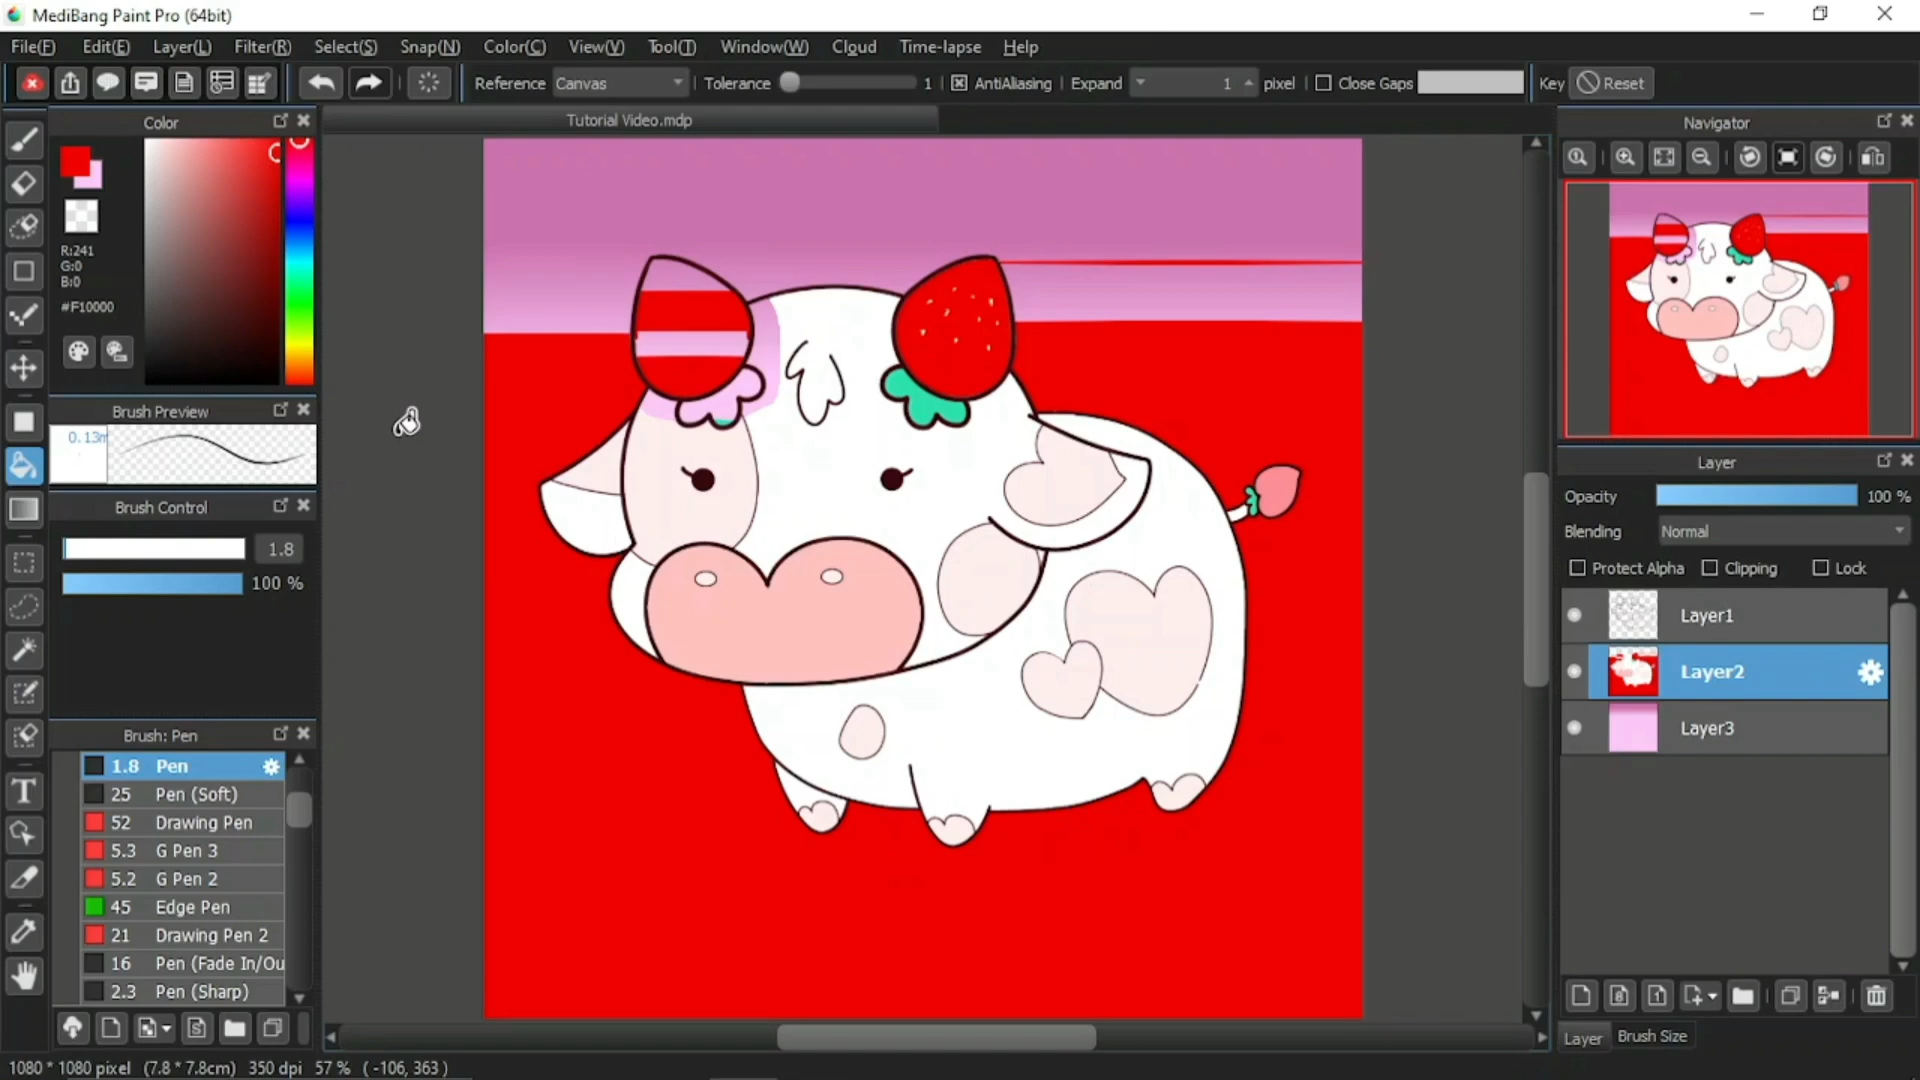 MediBang Paint Pro (64bit)
File(F) Edit(E) Layer(L) Filter(R) Select(S) Snap(N) Color(C) View(V) Tool(T) Window(W) Cloud Time-lapse Help
Reference Canvas Tolerance 1 AntiAliasing Expand 1 pixel Close Gaps Key Reset
Color
Tutorial Video.mdp
Navigator
R:241
G:0
B:0
#F10000
Brush Preview
0.13m
Brush Control
1.8
100 %
Layer
Opacity 100 %
Blending Normal
Protect Alpha Clipping Lock
Layer1
Layer2
Layer3
Brush: Pen
1.8 Pen
25 Pen (Soft)
52 Drawing Pen
5.3 G Pen 3
5.2 G Pen 2
45 Edge Pen
21 Drawing Pen 2
16 Pen (Fade In/Ou
2.3 Pen (Sharp)
Layer Brush Size
1080 * 1080 pixel (7.8 * 7.8cm) 350 dpi 57 % ( -106, 363 )